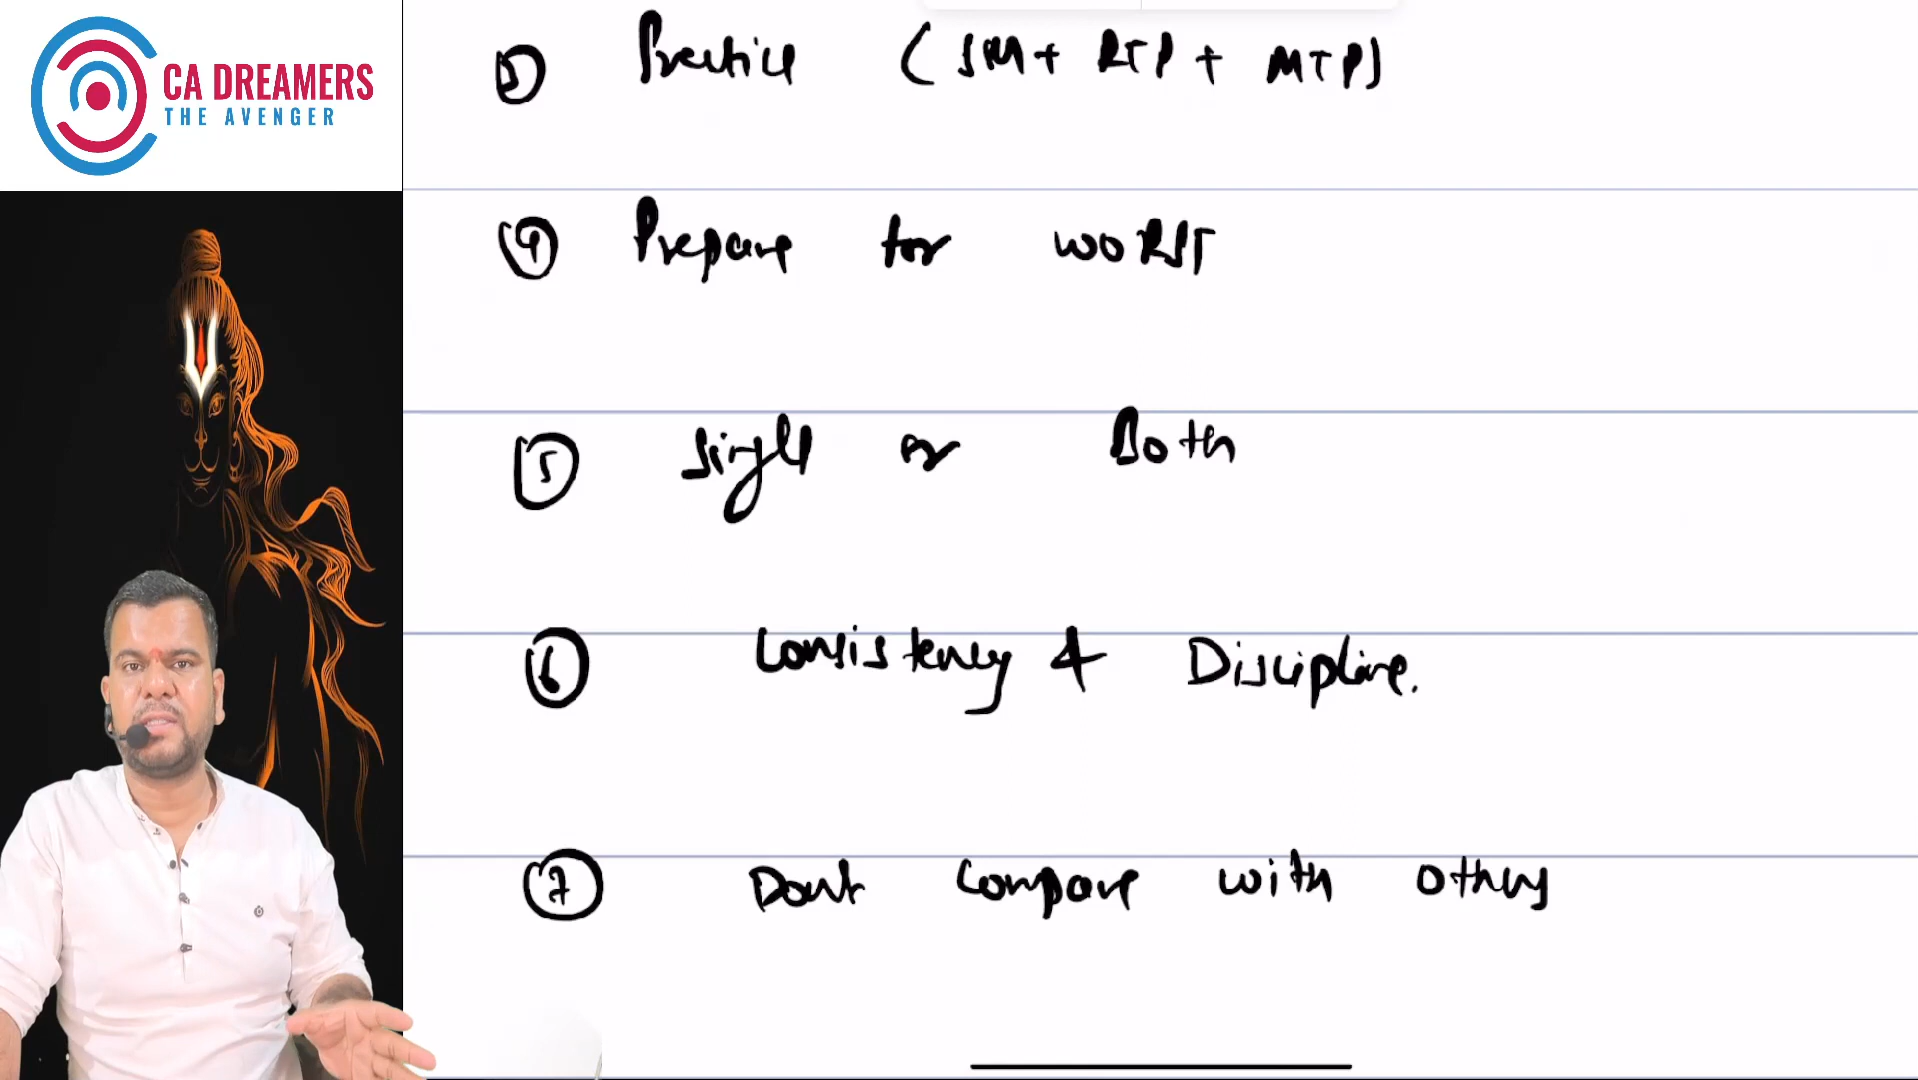 CA DREAMERS
THE AVENGER
③ Practice (SM + RTP + MTP)
④ Prepare for WORST
⑤ Single or Both
⑥ Consistency & Discipline.
⑦ Dont Compare with Others